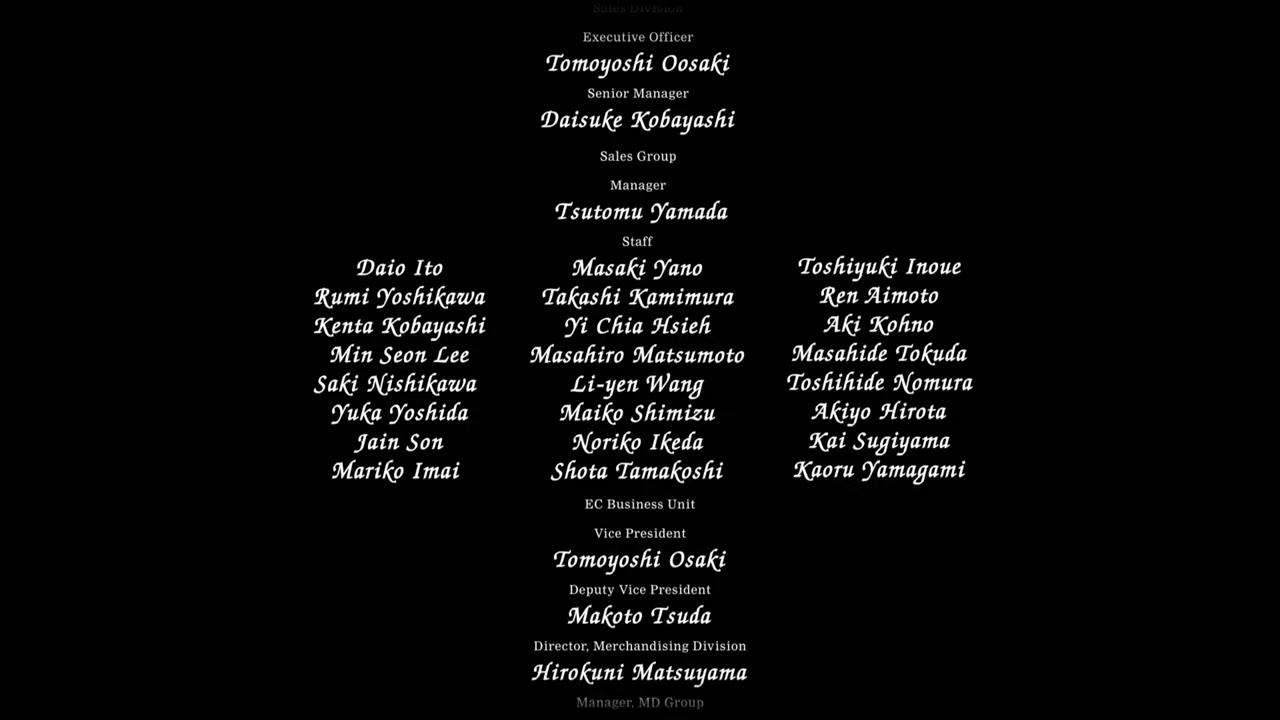 Sales Division
Executive Officer
Tomoyoshi Oosaki
Senior Manager
Daisuke Kobayashi
Sales Group
Manager
Tsutomu Yamada
Staff
Daio Ito Masaki Yano Toshiyuki Inoue
Rumi Yoshikawa Takashi Kamimura Ren Aimoto
Kenta Kobayashi Yi Chia Hsieh Aki Kohno
Min Seon Lee Masahiro Matsumoto Masahide Tokuda
Saki Nishikawa Li-yen Wang Toshihide Nomura
Yuka Yoshida Maiko Shimizu Akiyo Hirota
Jain Son Noriko Ikeda Kai Sugiyama
Mariko Imai Shota Tamakoshi Kaoru Yamagami
EC Business Unit
Vice President
Tomoyoshi Osaki
Deputy Vice President
Makoto Tsuda
Director, Merchandising Division
Hirokuni Matsuyama
Manager, MD Group